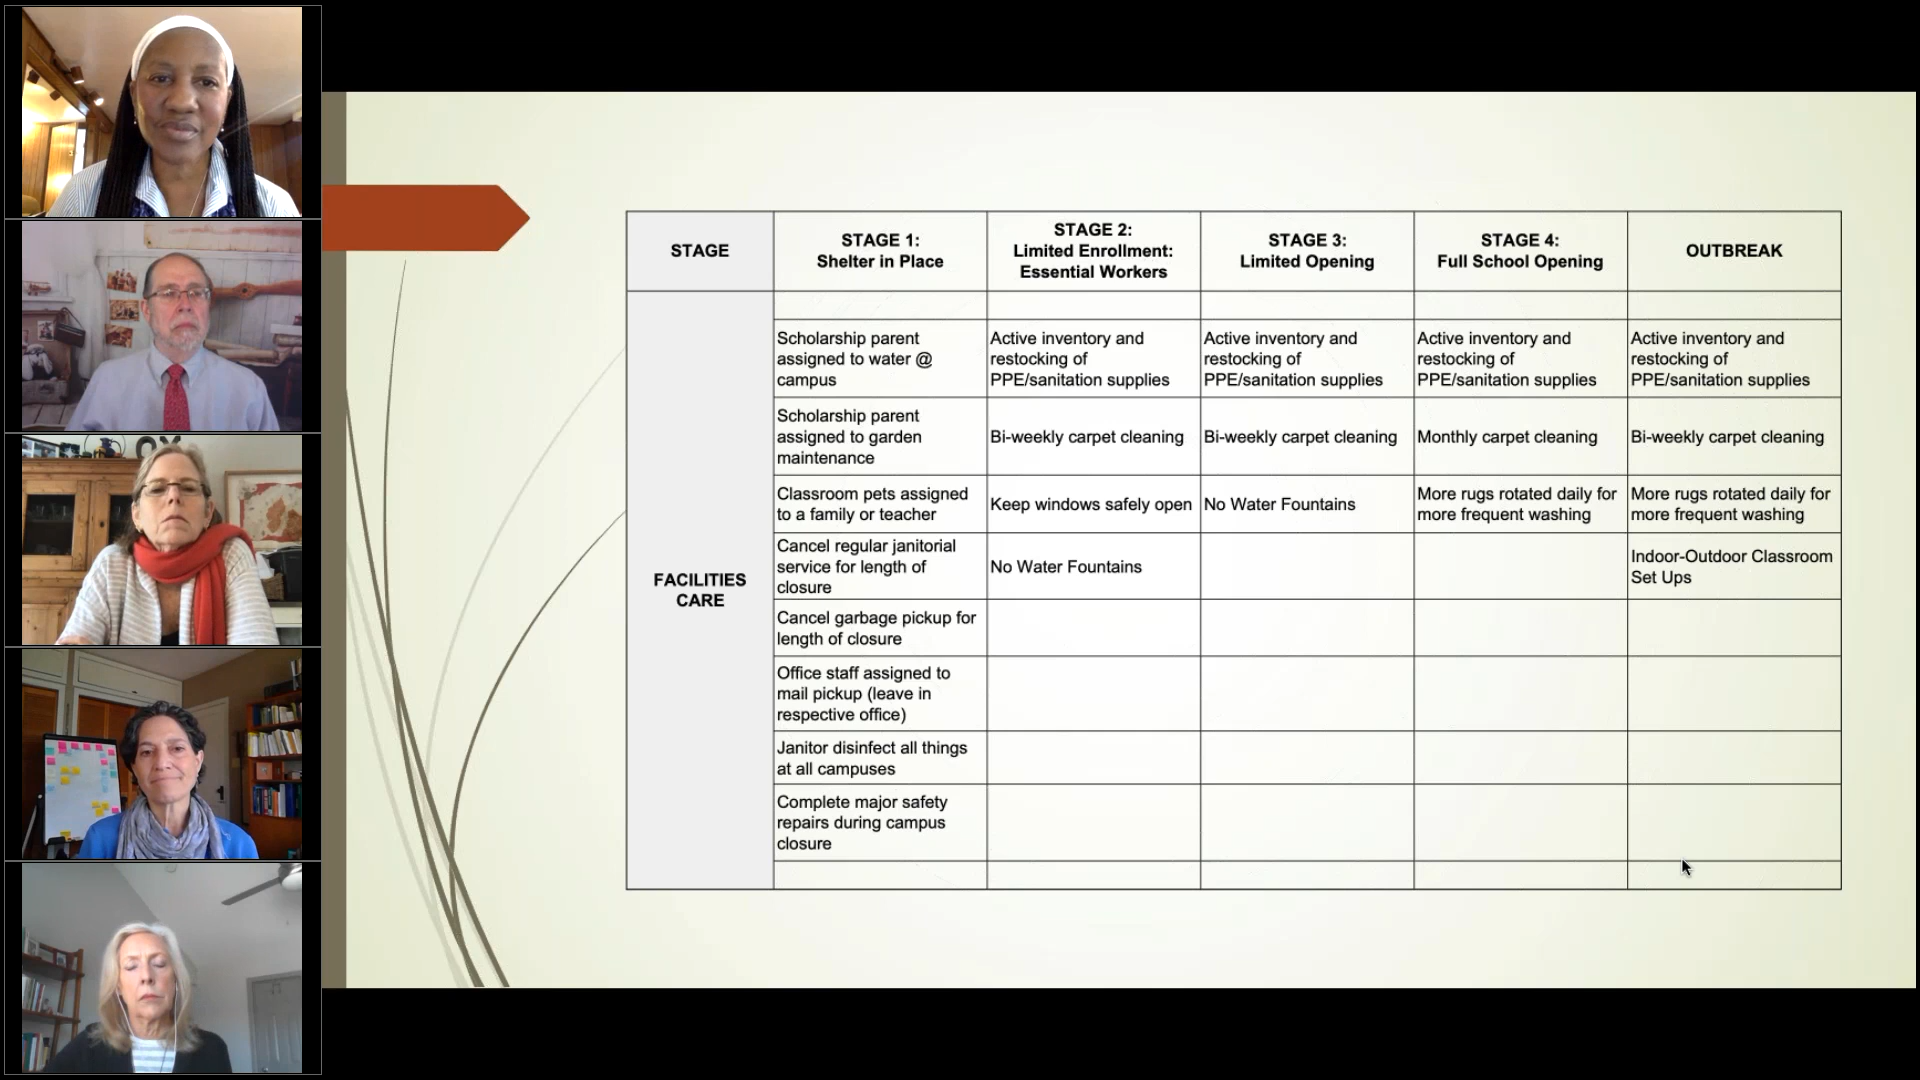 STAGE
STAGE 1:
Shelter in Place
STAGE 2:
Limited Enrollment:
Essential Workers
STAGE 3:
Limited Opening
STAGE 4:
Full School Opening
OUTBREAK
FACILITIES
CARE
Scholarship parent
assigned to water @
campus
Active inventory and
restocking of
PPE/sanitation supplies
Active inventory and
restocking of
PPE/sanitation supplies
Active inventory and
restocking of
PPE/sanitation supplies
Active inventory and
restocking of
PPE/sanitation supplies
Scholarship parent
assigned to garden
maintenance
Bi-weekly carpet cleaning
Bi-weekly carpet cleaning
Monthly carpet cleaning
Bi-weekly carpet cleaning
Classroom pets assigned
to a family or teacher
Keep windows safely open
No Water Fountains
More rugs rotated daily for
more frequent washing
More rugs rotated daily for
more frequent washing
Cancel regular janitorial
service for length of
closure
No Water Fountains
Indoor-Outdoor Classroom
Set Ups
Cancel garbage pickup for
length of closure
Office staff assigned to
mail pickup (leave in
respective office)
Janitor disinfect all things
at all campuses
Complete major safety
repairs during campus
closure